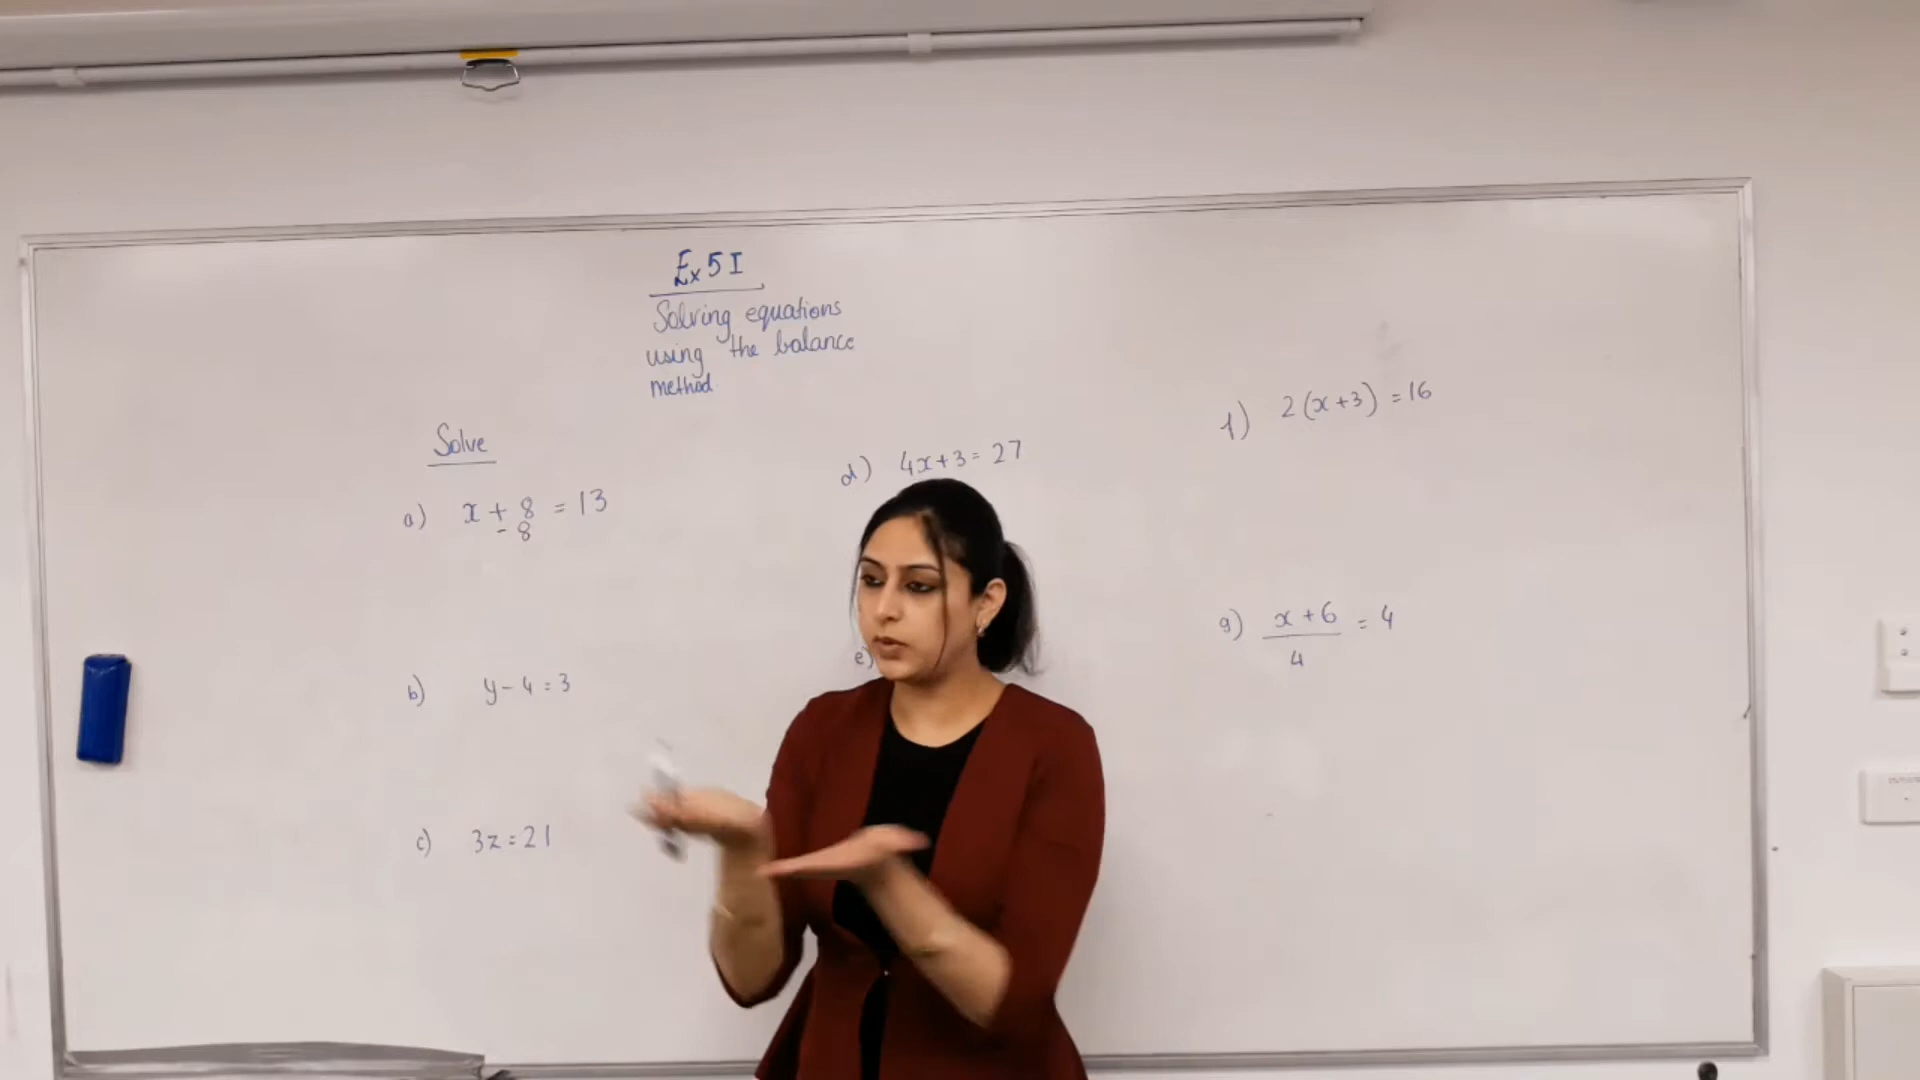 Ex 5I
Solving equations
using the balance
method
Solve
a) x + 8 = 13
- 8
b) y - 4 = 3
c) 3z = 21
d) 4x + 3 = 27
e)
f) 2(x + 3) = 16
g) x + 6 = 4
4